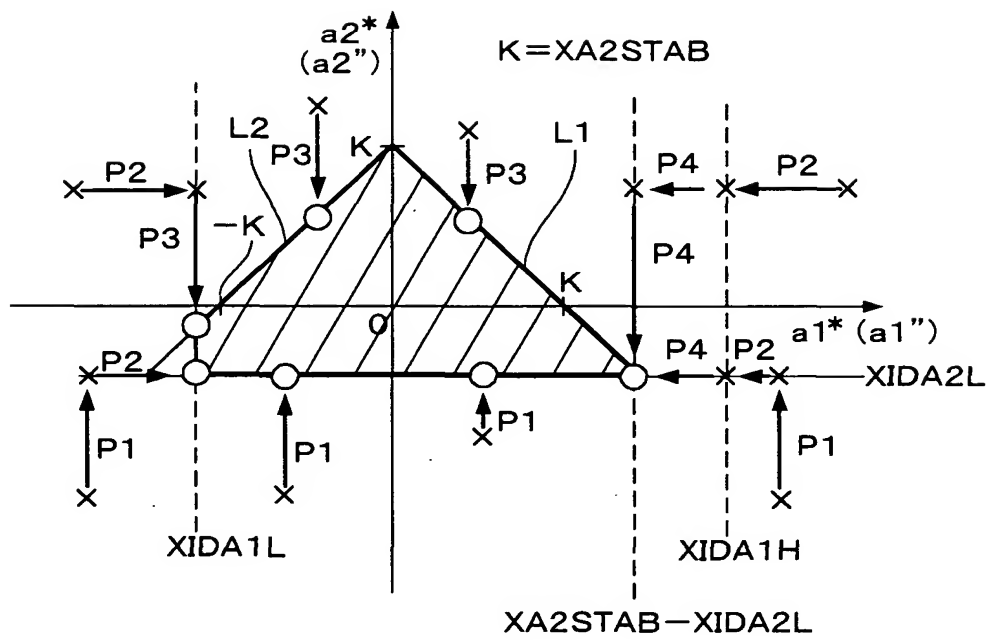 a2*
(a2")
K=XA2STAB
L2
P3
K
P3
L1
P2
P4
P2
P3
-K
P4
K
0
a1* (a1")
P2
P4
P2
XIDA2L
P1
P1
P1
P1
XIDA1L
XIDA1H
XA2STAB-XIDA2L